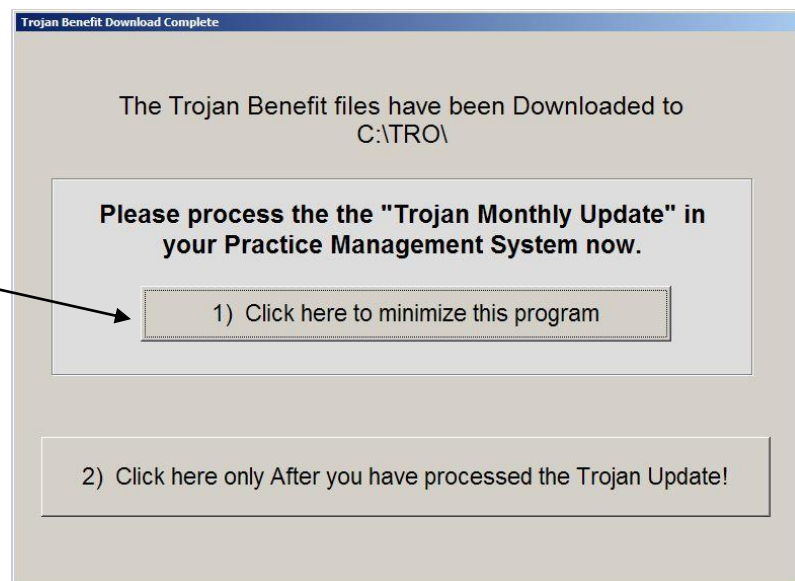 Trojan Benefit Download Complete
The Trojan Benefit files have been Downloaded to
C:\TRO\
Please process the the "Trojan Monthly Update" in
your Practice Management System now.
1) Click here to minimize this program
2) Click here only After you have processed the Trojan Update!